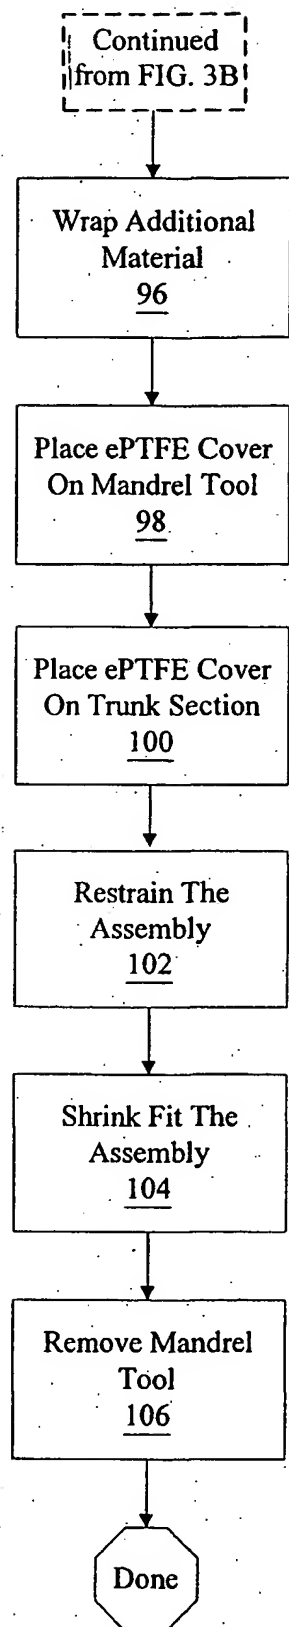 Continued
from FIG. 3B
Wrap Additional
Material
96
Place ePTFE Cover
On Mandrel Tool
98
Place ePTFE Cover
On Trunk Section
100
Restrain The
Assembly
102
Shrink Fit The
Assembly
104
Remove Mandrel
Tool
106
Done